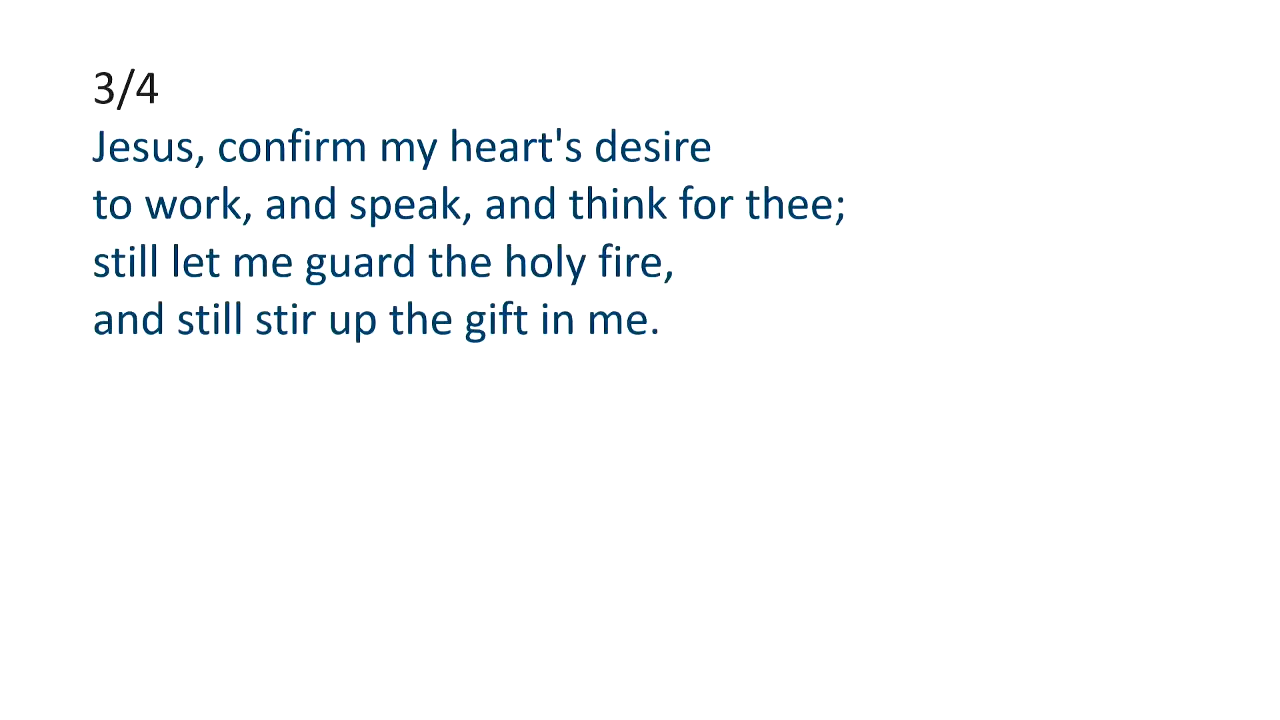 3/4
Jesus, confirm my heart's desire
to work, and speak, and think for thee;
still let me guard the holy fire,
and still stir up the gift in me.